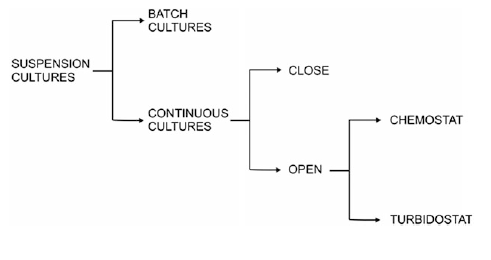 BATCH
CULTURES
SUSPENSION
CULTURES
CLOSE
CONTINUOUS
CULTURES
CHEMOSTAT
OPEN
TURBIDOSTAT